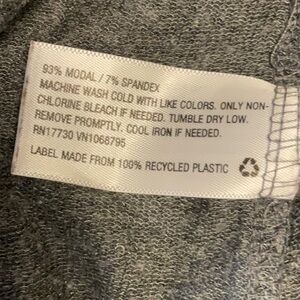 93% MODAL / 7% SPANDEX
MACHINE WASH COLD WITH LIKE COLORS. ONLY NON-
CHLORINE BLEACH IF NEEDED. TUMBLE DRY LOW.
REMOVE PROMPTLY. COOL IRON IF NEEDED.
RN17730 VN1068795
LABEL MADE FROM 100% RECYCLED PLASTIC